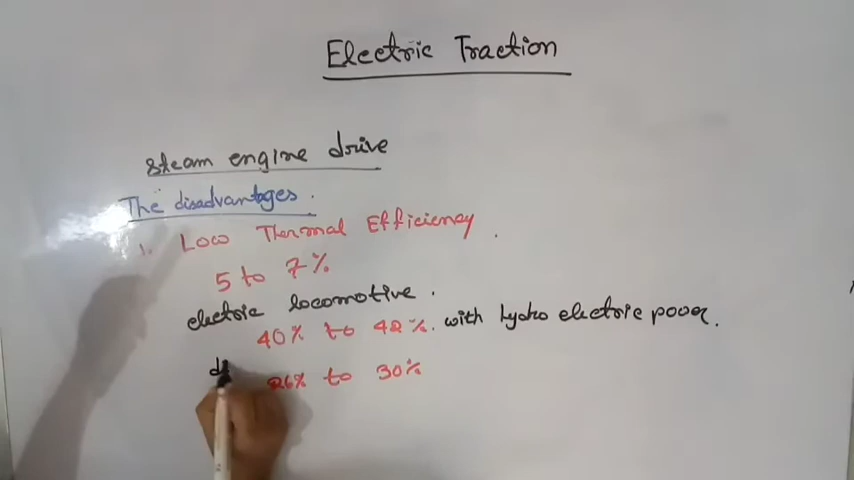 Electric Traction
steam engine drive
The disadvantages.
1. Low Thermal Efficiency.
5 to 7%
electric locomotive.
40% to 42%. with hydro electric power.
26% to 30%